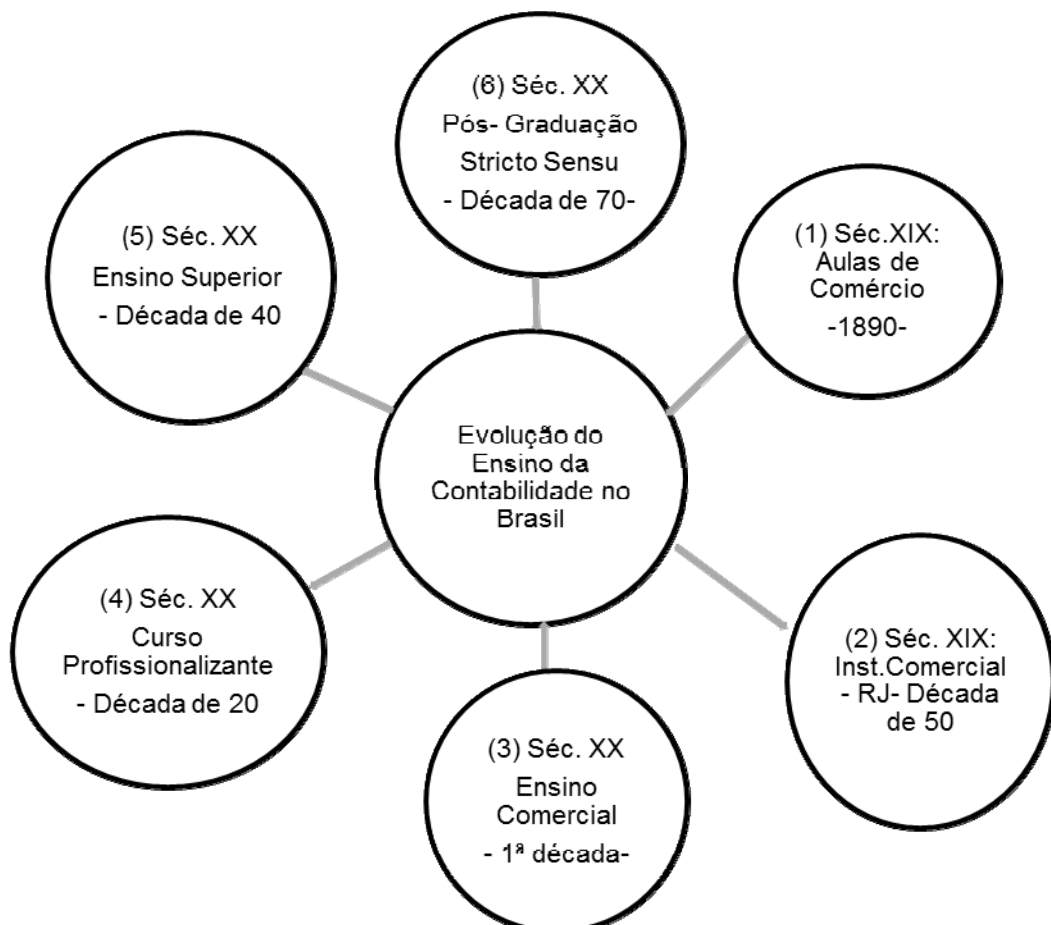 (6) Séc. XX
Pós- Graduação
Stricto Sensu
- Década de 70-
(1) Séc.XIX:
Aulas de
Comércio
-1890-
(5) Séc. XX
Ensino Superior
- Década de 40
Evolução do
Ensino da
Contabilidade no
Brasil
(4) Séc. XX
Curso
Profissionalizante
- Década de 20
(2) Séc. XIX:
Inst.Comercial
- RJ- Década
de 50
(3) Séc. XX
Ensino
Comercial
- 1ª década-